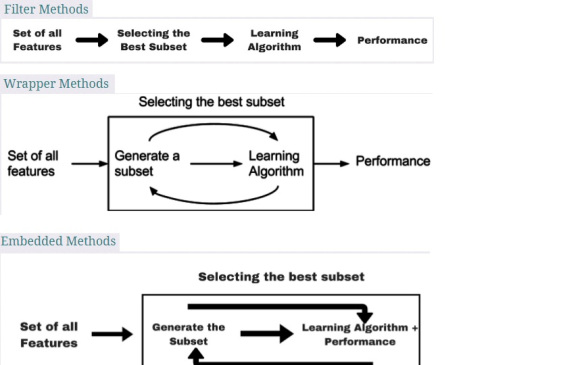 Filter Methods
Set of all Features
Selecting the Best Subset
Learning Algorithm
Performance
Wrapper Methods
Selecting the best subset
Set of all features
Generate a subset
Learning Algorithm
Performance
Embedded Methods
Selecting the best subset
Set of all Features
Generate the Subset
Learning Algorithm + Performance